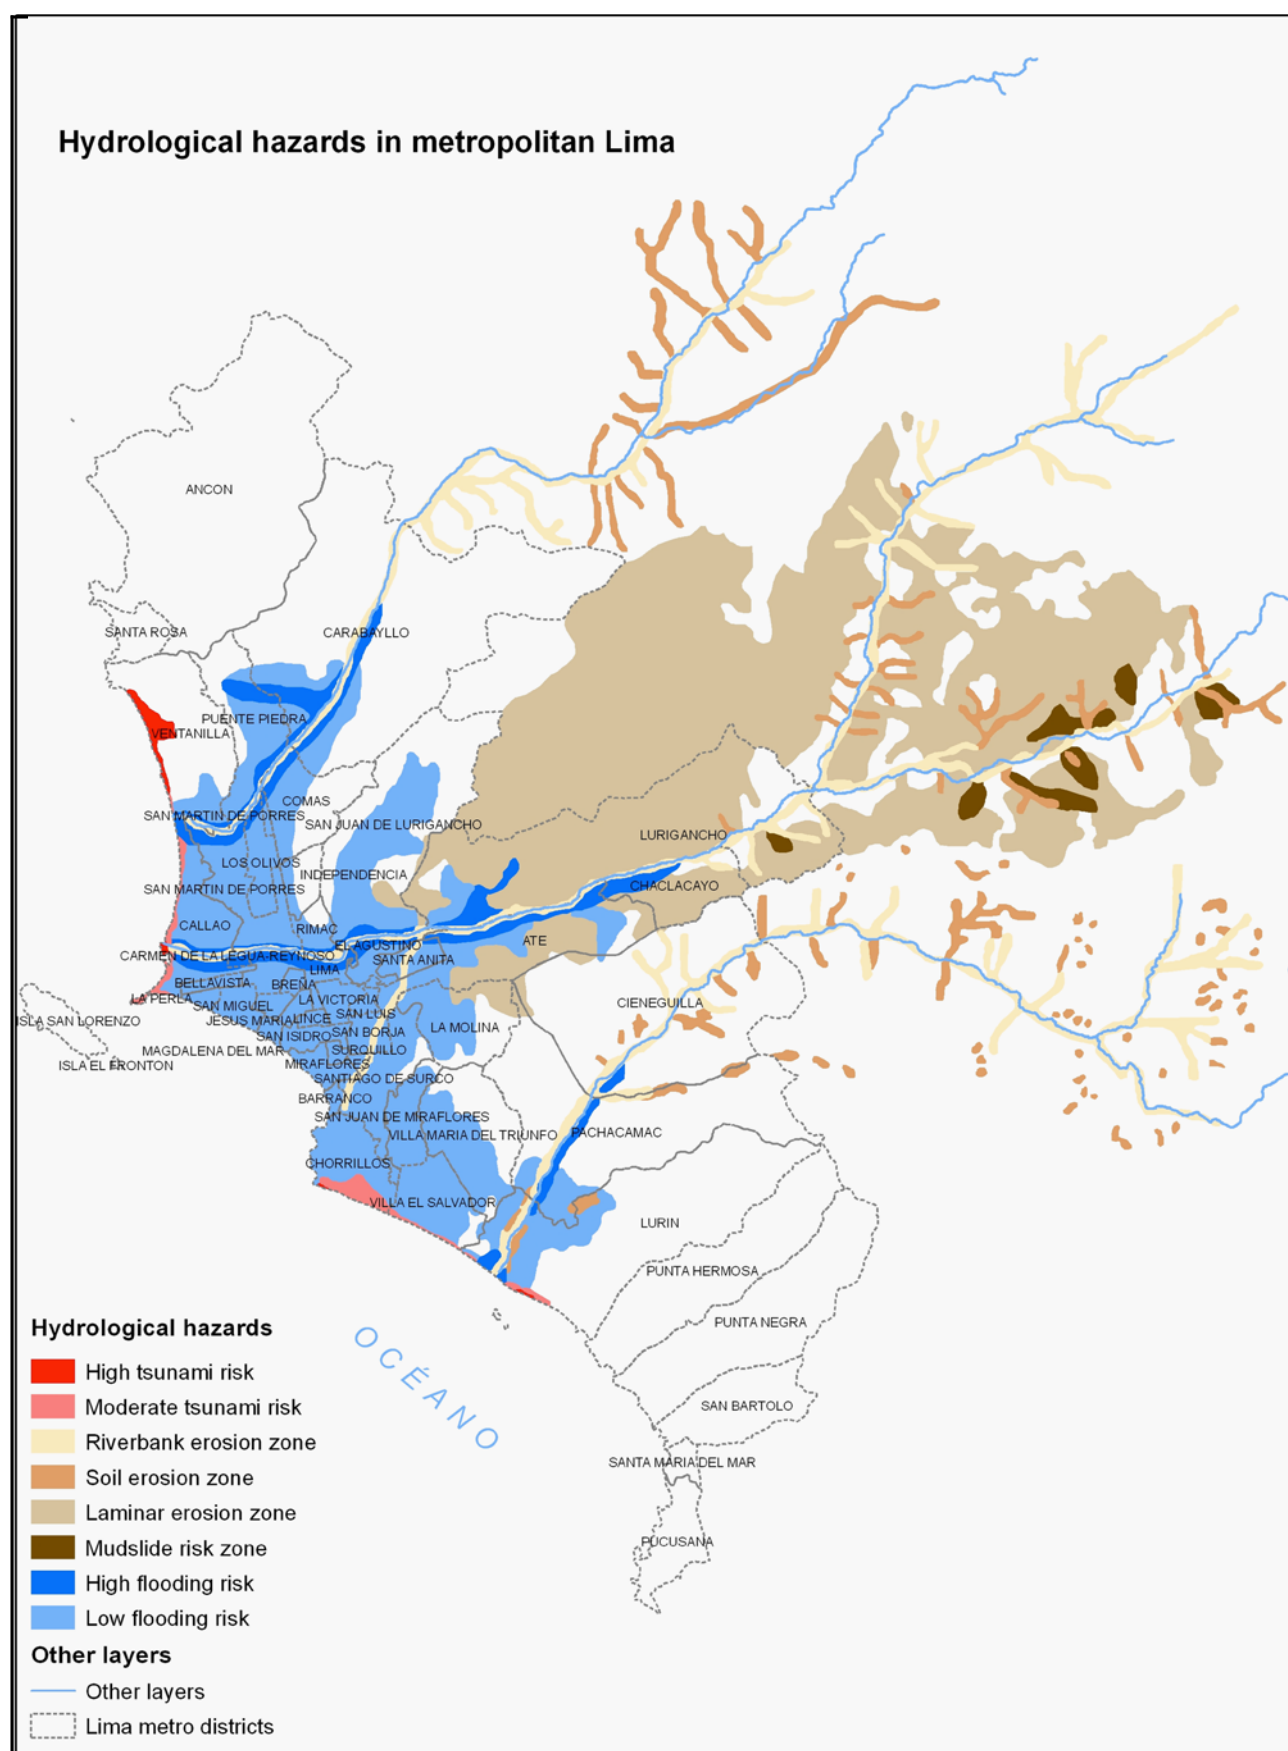 Hydrological hazards in metropolitan Lima
ANCON
SANTA ROSA
CARABAYLLO
PUENTE PIEDRA
VENTANILLA
COMAS
SAN MARTIN DE PORRES
SAN JUAN DE LURIGANCHO
LURIGANCHO
LOS OLIVOS
INDEPENDENCIA
SAN MARTIN DE PORRES
CHACLACAYO
CALLAO
RIMAC
EL AGUSTINO
ATE
CARMEN DE LA LEGUA-REYNOSO
SANTA ANITA
LIMA
BELLAVISTA
BREÑA
LA PERLA
SAN MIGUEL
LA VICTORIA
CIENEGUILLA
ISLA SAN LORENZO
JESUS MARIA
LINCE
SAN LUIS
LA MOLINA
SAN ISIDRO
SAN BORJA
MAGDALENA DEL MAR
SURQUILLO
ISLA EL FRONTON
MIRAFLORES
SANTIAGO DE SURCO
BARRANCO
SAN JUAN DE MIRAFLORES
VILLA MARIA DEL TRIUNFO
PACHACAMAC
CHORRILLOS
VILLA EL SALVADOR
LURIN
PUNTA HERMOSA
PUNTA NEGRA
SAN BARTOLO
SANTA MARIA DEL MAR
PUCUSANA
OCÉANO
Hydrological hazards
High tsunami risk
Moderate tsunami risk
Riverbank erosion zone
Soil erosion zone
Laminar erosion zone
Mudslide risk zone
High flooding risk
Low flooding risk
Other layers
Other layers
Lima metro districts